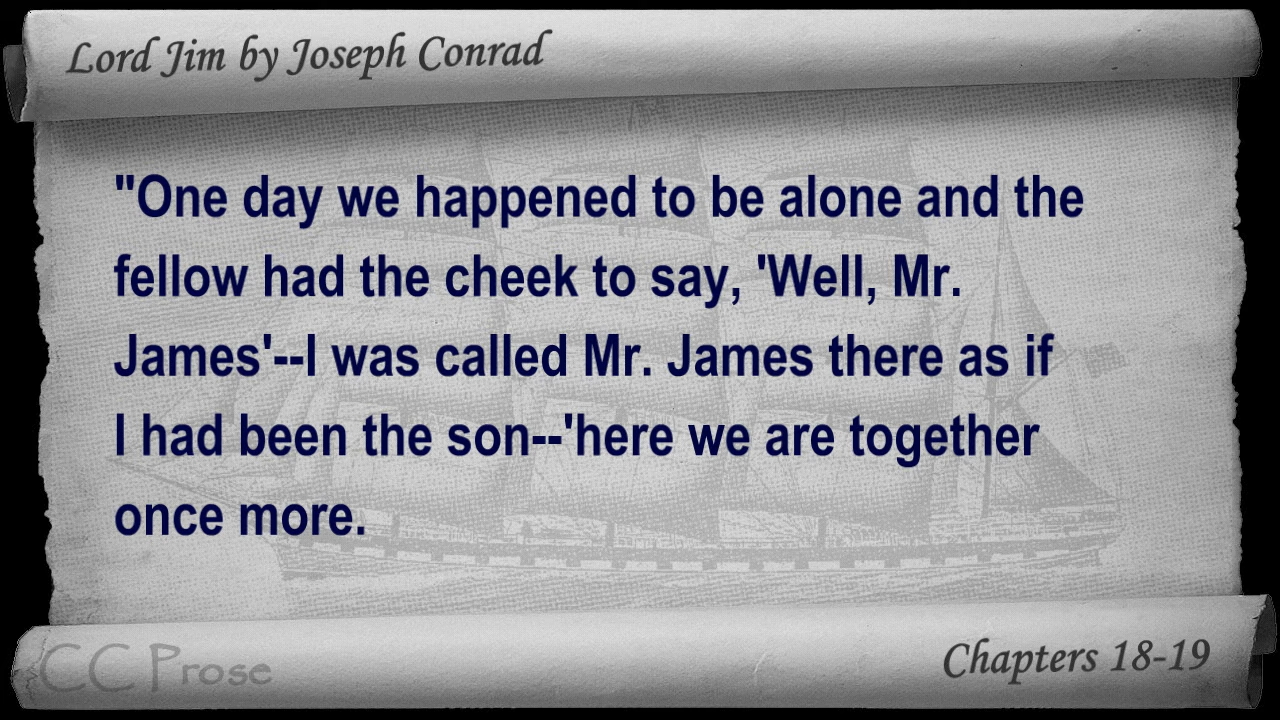 Lord Jim by Joseph Conrad
"One day we happened to be alone and the
fellow had the cheek to say, 'Well, Mr.
James'--I was called Mr. James there as if
I had been the son--'here we are together
once more.
CC Prose
Chapters 18-19